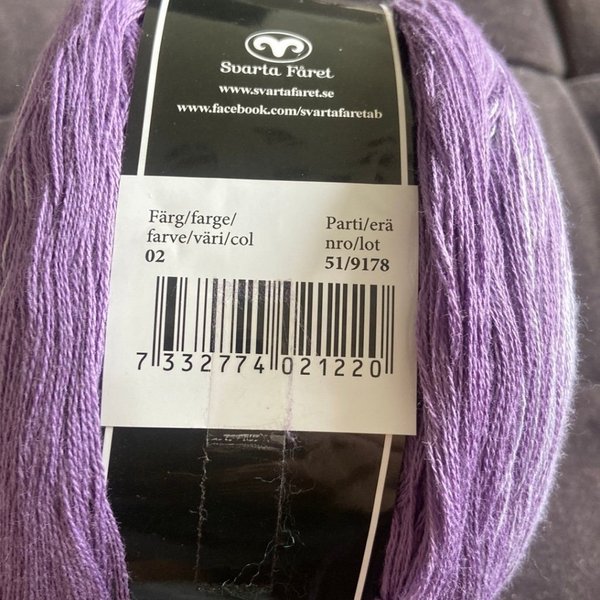 Svarta Fåret
www.svartafaret.se
www.facebook.com/svartafaretab
Färg/farge/
farve/väri/col
02
Parti/erä
nro/lot
51/9178
7 332774 021220